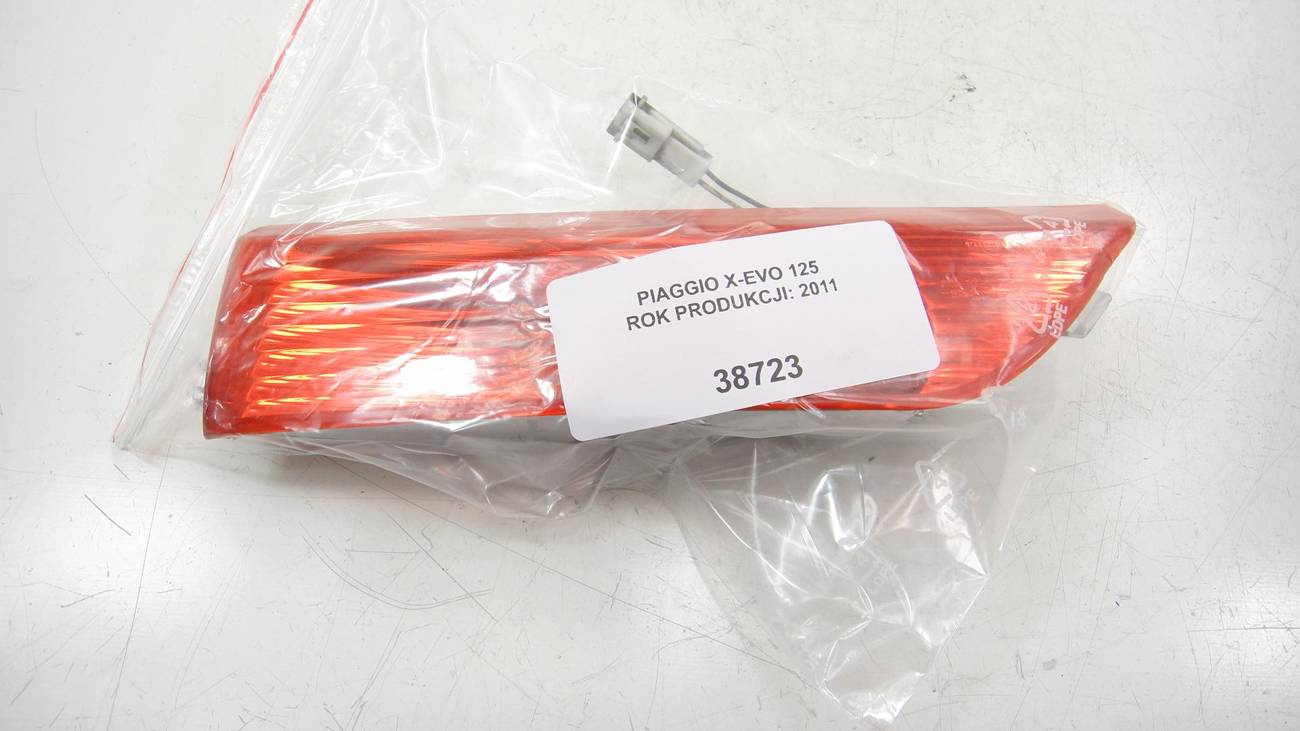 PIAGGIO X-EVO 125
ROK PRODUKCJI: 2011
38723